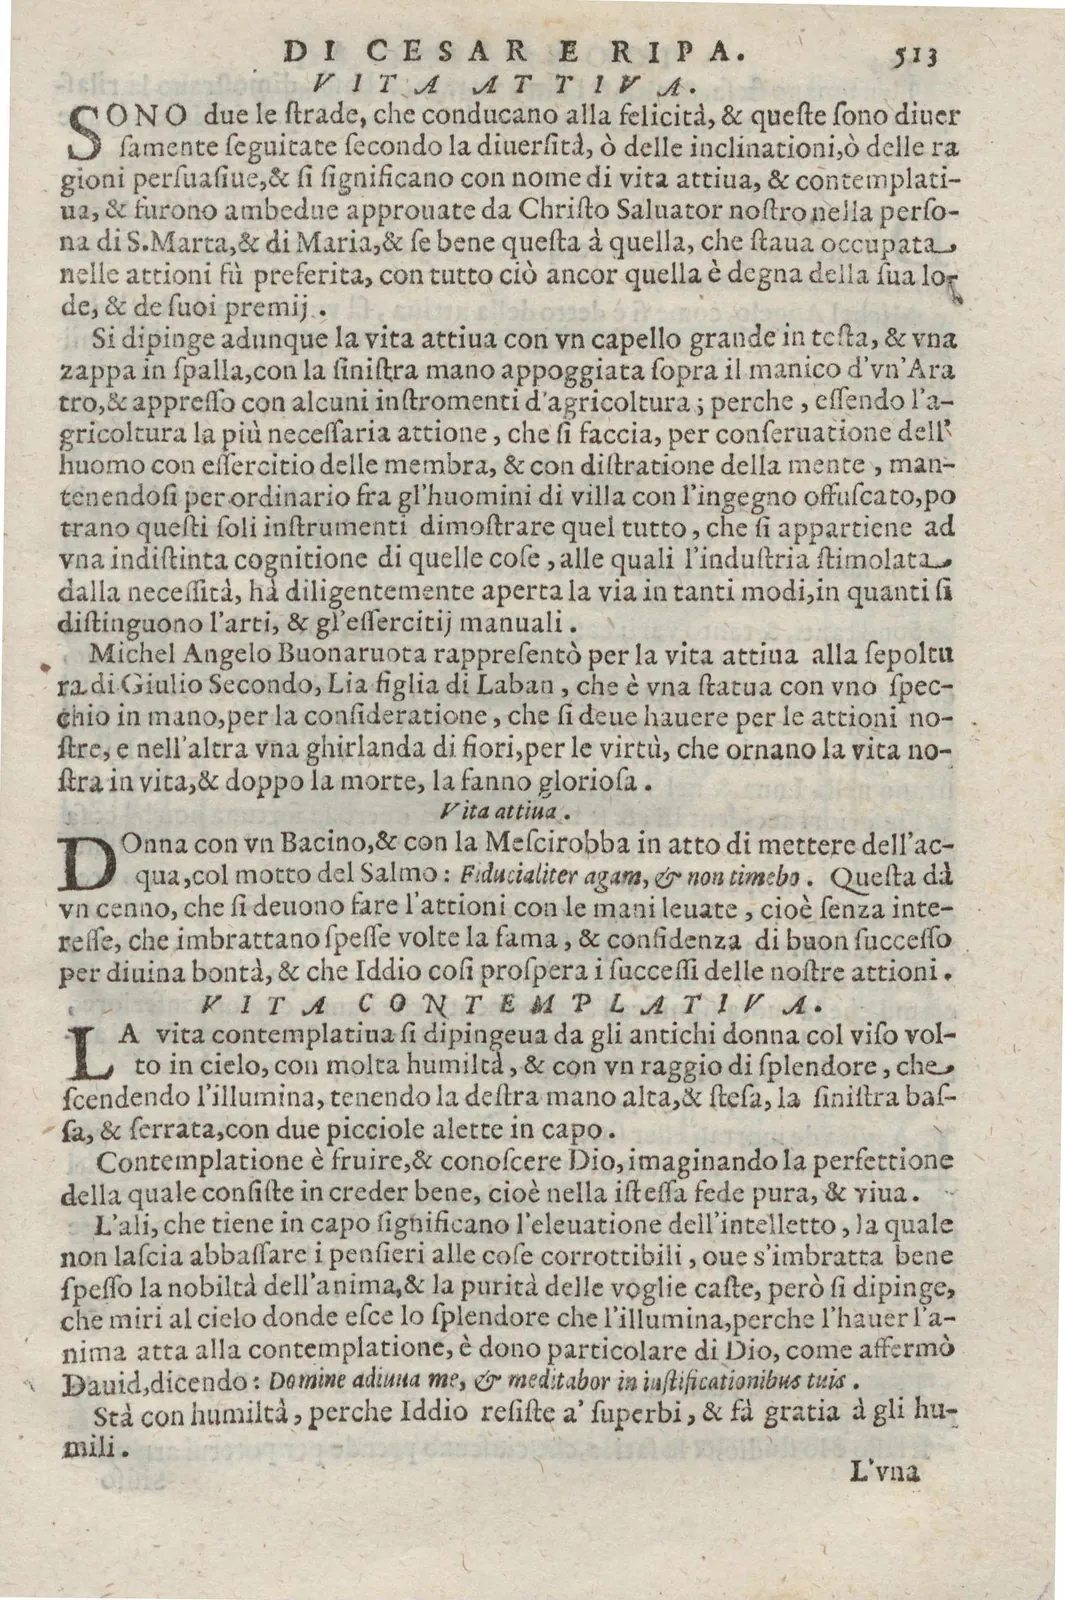 DI CESARE RIPA. 513
VITA ATTIVA.
SONO due le ſtrade, che conducano alla felicità, & queſte ſono diuer
ſamente ſeguitate ſecondo la diuerſità, ò delle inclinationi,ò delle ra
gioni perſuaſiue,& ſi ſignificano con nome di vita attiua, & contemplati-
ua, & furono ambedue approuate da Chriſto Saluator noſtro nella perſo-
na di S.Marta,& di Maria,& ſe bene queſta à quella, che ſtaua occupata
nelle attioni fù preferita, con tutto ciò ancor quella è degna della ſua lo-
de, & de ſuoi premij.
Si dipinge adunque la vita attiua con vn capello grande in teſta, & vna
zappa in ſpalla,con la ſiniſtra mano appoggiata ſopra il manico d'vn'Ara
tro,& appreſſo con alcuni inſtromenti d'agricoltura; perche, eſſendo l'a-
gricoltura la più neceſſaria attione, che ſi faccia, per conſeruatione dell'
huomo con eſſercitio delle membra, & con diſtratione della mente, man-
tenendoſi per ordinario fra gl'huomini di villa con l'ingegno offuſcato,po
trano queſti ſoli inſtrumenti dimoſtrare quel tutto, che ſi appartiene ad
vna indiſtinta cognitione di quelle coſe, alle quali l'induſtria ſtimolata
dalla neceſſità, hà diligentemente aperta la via in tanti modi,in quanti ſi
diſtinguono l'arti, & gl'eſſercitij manuali.
Michel Angelo Buonaruota rappreſentò per la vita attiua alla ſepoltu
ra di Giulio Secondo, Lia figlia di Laban, che è vna ſtatua con vno ſpec-
chio in mano,per la conſideratione, che ſi deue hauere per le attioni no-
ſtre, e nell'altra vna ghirlanda di fiori,per le virtù, che ornano la vita no-
ſtra in vita,& doppo la morte, la fanno glorioſa.
Vita attiua.
DOnna con vn Bacino,& con la Meſcirobba in atto di mettere dell'ac-
qua,col motto del Salmo: Fiducialiter agam, & non timebo. Queſta dà
vn cenno, che ſi deuono fare l'attioni con le mani leuate, cioè ſenza inte-
reſſe, che imbrattano ſpeſſe volte la fama, & confidenza di buon ſucceſſo
per diuina bontà, & che Iddio coſi proſpera i ſucceſſi delle noſtre attioni.
VITA CONTEMPLATIVA.
LA vita contemplatiua ſi dipingeua da gli antichi donna col viſo vol-
to in cielo, con molta humiltà, & con vn raggio di ſplendore, che
ſcendendo l'illumina, tenendo la deſtra mano alta,& ſteſa, la ſiniſtra baſ-
ſa, & ſerrata,con due picciole alette in capo.
Contemplatione è fruire,& conoſcere Dio,imaginando la perfettione
della quale conſiſte in creder bene, cioè nella iſteſſa fede pura, & viua.
L'ali, che tiene in capo ſignificano l'eleuatione dell'intelletto, la quale
non laſcia abbaſſare i penſieri alle coſe corrottibili, oue s'imbratta bene
ſpeſſo la nobiltà dell'anima,& la purità delle voglie caſte, però ſi dipinge,
che miri al cielo donde eſce lo ſplendore che l'illumina,perche l'hauer l'a-
nima atta alla contemplatione, è dono particolare di Dio, come affermò
Dauid,dicendo: Domine adiuua me, & meditabor in iuſtificationibus tuis.
Stà con humiltà, perche Iddio reſiſte a' ſuperbi, & fà gratia à gli hu-
mili.
L'vna